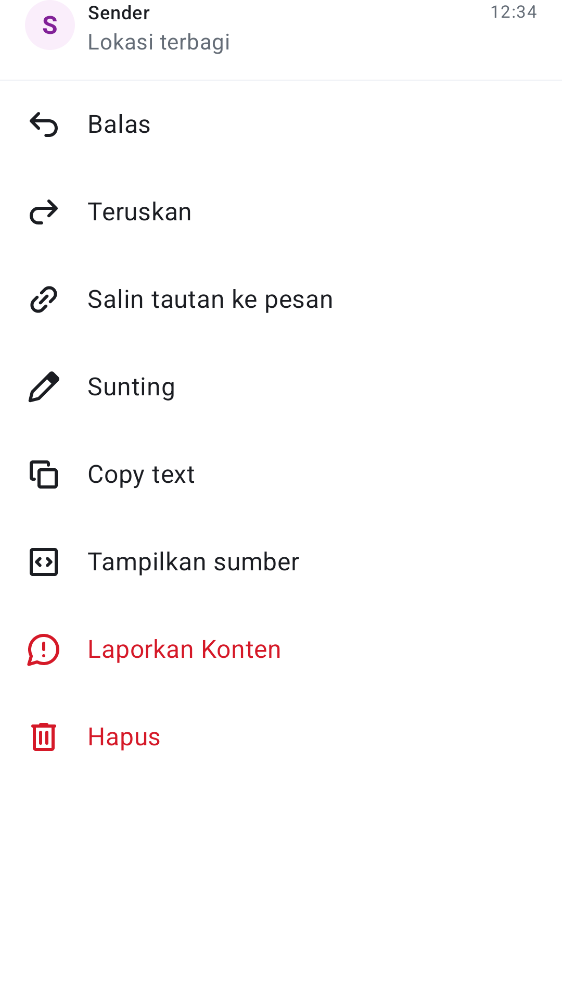 S
Sender
12:34
Lokasi terbagi
Balas
Teruskan
Salin tautan ke pesan
Sunting
Copy text
Tampilkan sumber
Laporkan Konten
Hapus